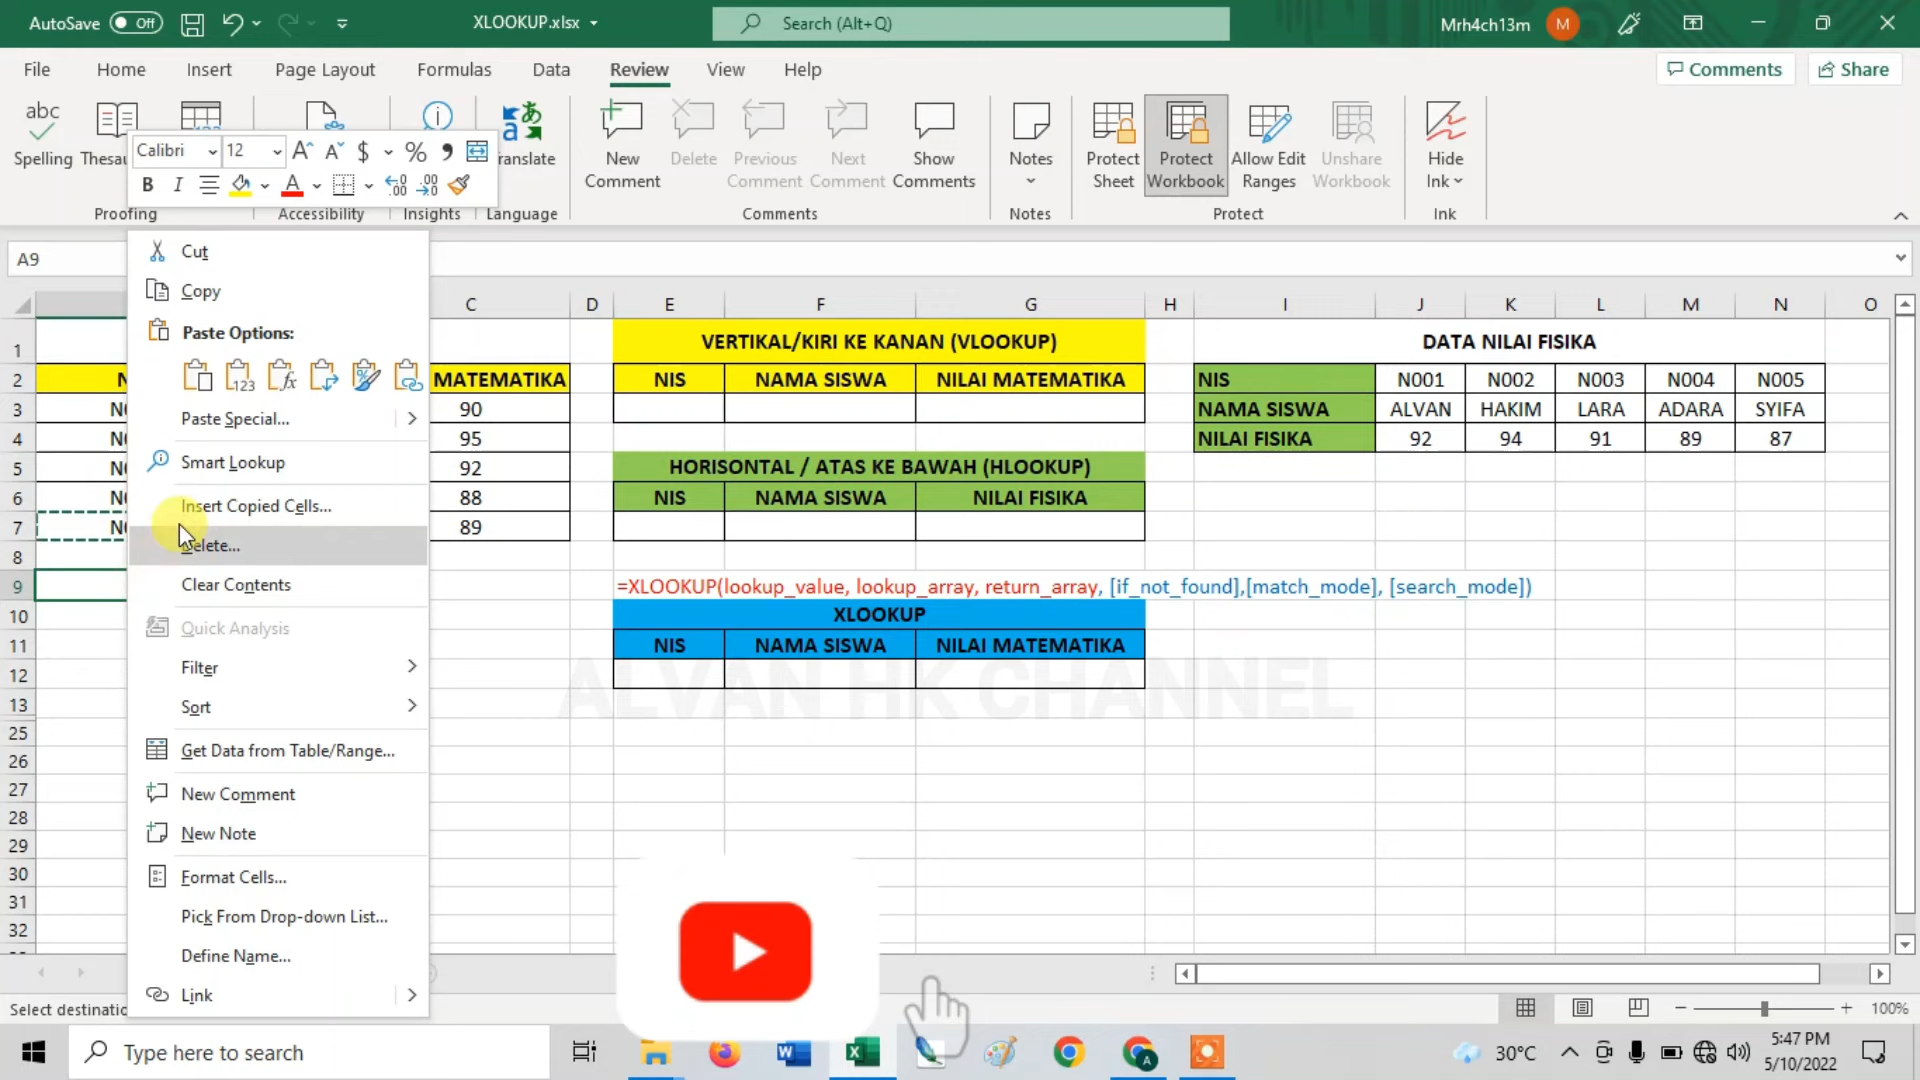 AutoSave Off XLOOKUP.xlsx Search (Alt+Q) Mrh4ch13m M
File Home Insert Page Layout Formulas Data Review View Help Comments Share
abc
Spelling
New Comment
Delete
Previous Comment
Next Comment
Show Comments
Notes
Protect Sheet
Protect Workbook
Allow Edit Ranges
Unshare Workbook
Hide Ink
Calibri 12 $ %
B I A
Proofing Accessibility Insights Language Comments Notes Protect Ink
A9
C D E F G H I J K L M N O
1 VERTIKAL/KIRI KE KANAN (VLOOKUP) DATA NILAI FISIKA
2 MATEMATIKA NIS NAMA SISWA NILAI MATEMATIKA NIS N001 N002 N003 N004 N005
3 90 NAMA SISWA ALVAN HAKIM LARA ADARA SYIFA
4 95 NILAI FISIKA 92 94 91 89 87
5 92 HORISONTAL / ATAS KE BAWAH (HLOOKUP)
6 88 NIS NAMA SISWA NILAI FISIKA
7 89
8
9 =XLOOKUP(lookup_value, lookup_array, return_array, [if_not_found],[match_mode], [search_mode])
10 XLOOKUP
11 NIS NAMA SISWA NILAI MATEMATIKA
12
13
25
26
27
28
29
30
31
32
ALVAN HK CHANNEL
Cut
Copy
Paste Options:
Paste Special...
Smart Lookup
Insert Copied Cells...
Delete...
Clear Contents
Quick Analysis
Filter
Sort
Get Data from Table/Range...
New Comment
New Note
Format Cells...
Pick From Drop-down List...
Define Name...
Link
100%
Type here to search 30°C 5:47 PM
5/10/2022